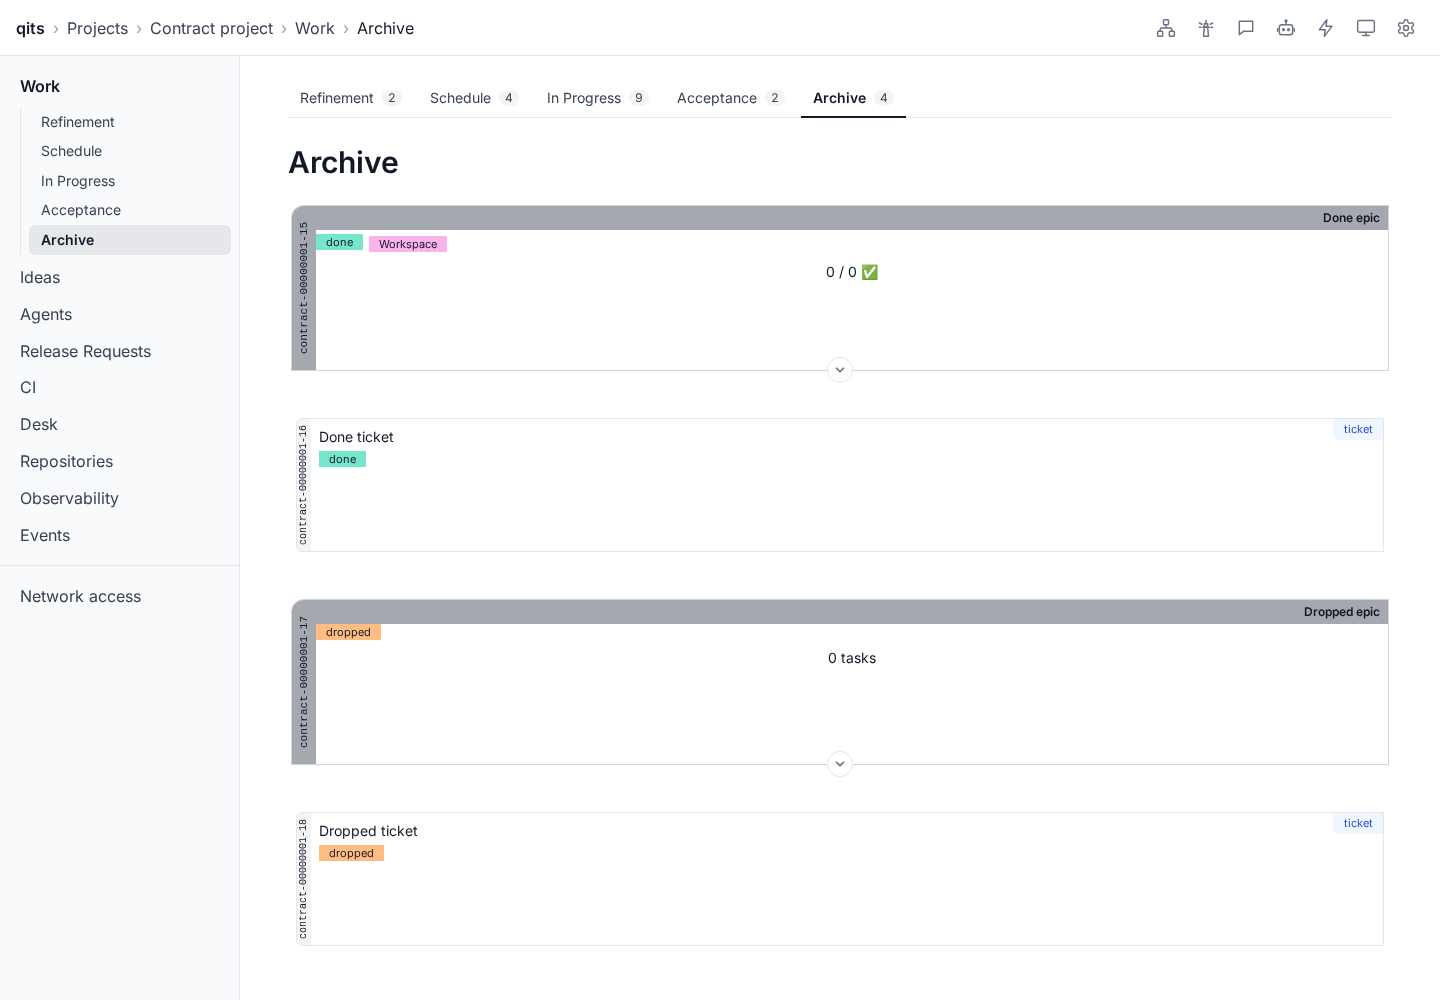 qits › Projects › Contract project › Work › Archive
Work
Refinement
Schedule
In Progress
Acceptance
Archive
Ideas
Agents
Release Requests
CI
Desk
Repositories
Observability
Events
Network access
Refinement 2 Schedule 4 In Progress 9 Acceptance 2 Archive 4
Archive
contract-00000001-15
Done epic
done Workspace
0 / 0 ✅
contract-00000001-16
Done ticket
ticket
done
contract-00000001-17
Dropped epic
dropped
0 tasks
contract-00000001-18
Dropped ticket
ticket
dropped